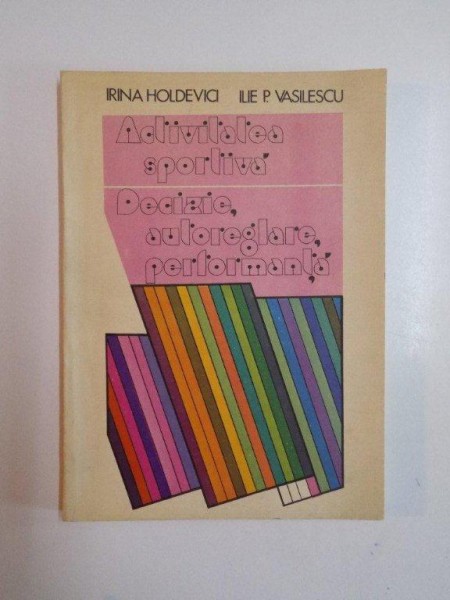 IRINA HOLDEVICI ILIE P. VASILESCU
Activitatea
sportivă
Decizie,
autoreglare,
performanță